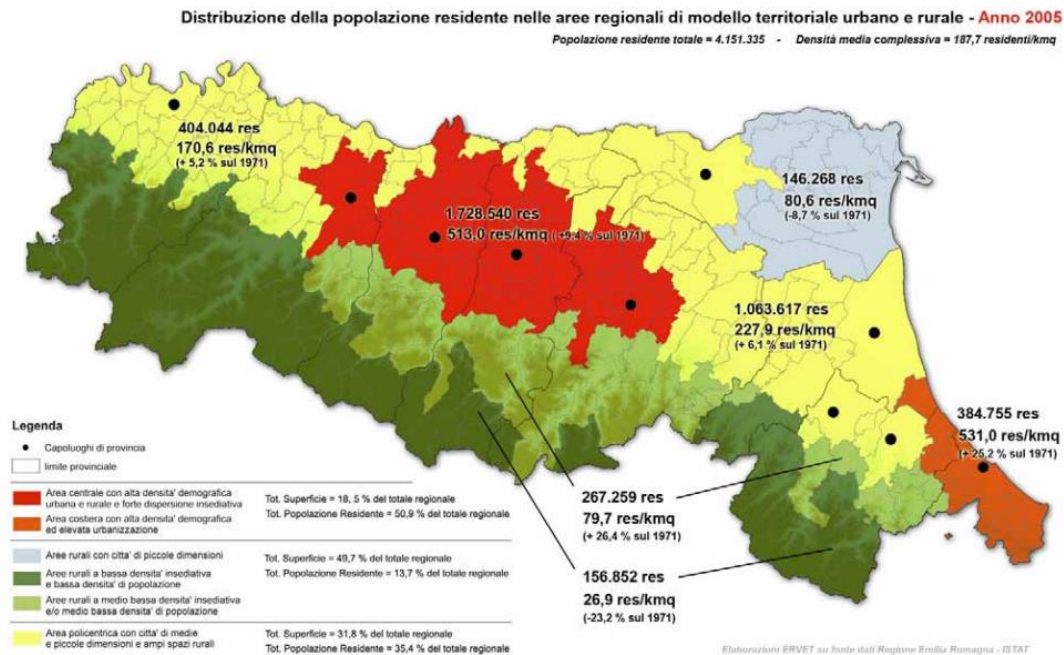 Distribuzione della popolazione residente nelle aree regionali di modello territoriale urbano e rurale - Anno 2005
Popolazione residente totale = 4.151.335 - Densità media complessiva = 187,7 residenti/kmq
404.044 res
170,6 res/kmq
(+ 5,2 % sul 1971)
146.268 res
80,6 res/kmq
(-8,7 % sul 1971)
1.728.540 res
513,0 res/kmq (+9,4 % sul 1971)
1.063.617 res
227,9 res/kmq
(+ 6,1 % sul 1971)
384.755 res
531,0 res/kmq
(+ 25,2 % sul 1971)
267.259 res
79,7 res/kmq
(+ 26,4 % sul 1971)
156.852 res
26,9 res/kmq
(-23,2 % sul 1971)
Legenda
Capoluoghi di provincia
limite provinciale
Area centrale con alta densita' demografica
urbana e rurale e forte dispersione insediativa
Tot. Superficie = 18, 5 % del totale regionale
Tot. Popolazione Residente = 50,9 % del totale regionale
Area costiera con alta densita' demografica
ed elevata urbanizzazione
Aree rurali con citta' di piccole dimensioni
Tot. Superficie = 49,7 % del totale regionale
Aree rurali a bassa densita' insediativa
e bassa densita' di popolazione
Tot. Popolazione Residente = 13,7 % del totale regionale
Aree rurali a medio bassa densita' insediativa
e/o medio bassa densita' di popolazione
Area policentrica con citta' di medie
e piccole dimensioni e ampi spazi rurali
Tot. Superficie = 31,8 % del totale regionale
Tot. Popolazione Residente = 35,4 % del totale regionale
Elaborazioni ERVET su fonte dati Regione Emilia Romagna - ISTAT